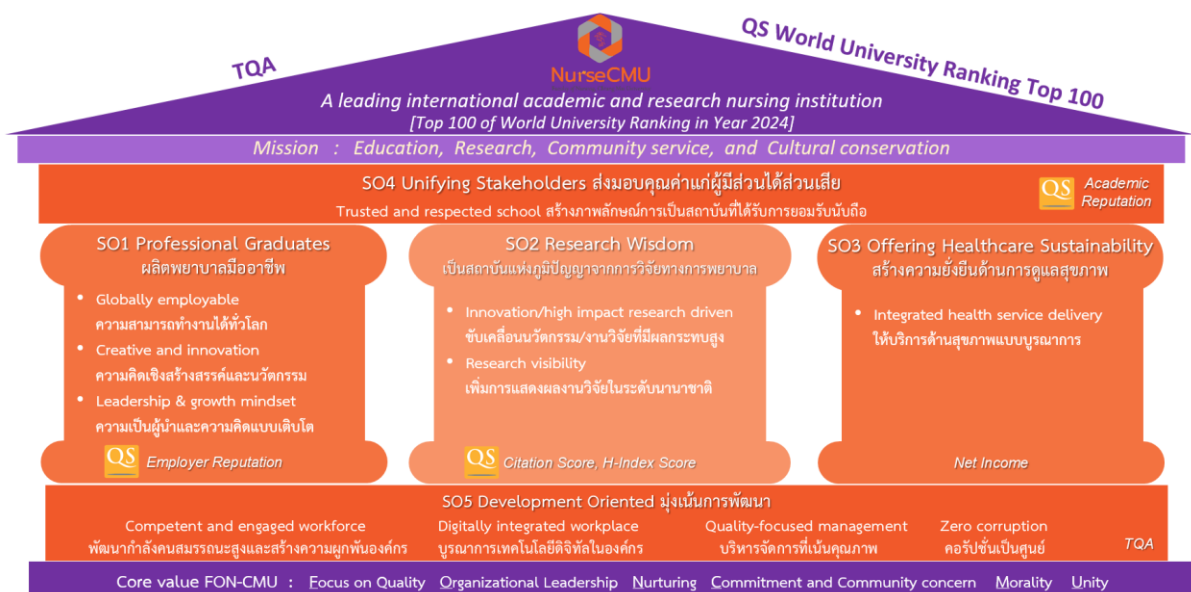 TQA
QS World University Ranking Top 100
NurseCMU
A leading international academic and research nursing institution
[Top 100 of World University Ranking in Year 2024]
Mission : Education, Research, Community service, and Cultural conservation
SO4 Unifying Stakeholders ส่งมอบคุณค่าแก่ผู้มีส่วนได้ส่วนเสีย
Trusted and respected school สร้างภาพลักษณ์การเป็นสถาบันที่ได้รับการยอมรับนับถือ
QS Academic
Reputation
SO1 Professional Graduates
ผลิตพยาบาลมืออาชีพ
• Globally employable
ความสามารถทำงานได้ทั่วโลก
• Creative and innovation
ความคิดเชิงสร้างสรรค์และนวัตกรรม
• Leadership & growth mindset
ความเป็นผู้นำและความคิดแบบเติบโต
QS Employer Reputation
SO2 Research Wisdom
เป็นสถาบันแห่งภูมิปัญญาจากการวิจัยทางการพยาบาล
• Innovation/high impact research driven
ขับเคลื่อนนวัตกรรม/งานวิจัยที่มีผลกระทบสูง
• Research visibility
เพิ่มการแสดงผลงานวิจัยในระดับนานาชาติ
QS Citation Score, H-Index Score
SO3 Offering Healthcare Sustainability
สร้างความยั่งยืนด้านการดูแลสุขภาพ
• Integrated health service delivery
ให้บริการด้านสุขภาพแบบบูรณาการ
Net Income
SO5 Development Oriented มุ่งเน้นการพัฒนา
Competent and engaged workforce
พัฒนากำลังคนสมรรถนะสูงและสร้างความผูกพันองค์กร
Digitally integrated workplace
บูรณาการเทคโนโลยีดิจิทัลในองค์กร
Quality-focused management
บริหารจัดการที่เน้นคุณภาพ
Zero corruption
คอรัปชั่นเป็นศูนย์
TQA
Core value FON-CMU : Focus on Quality Organizational Leadership Nurturing Commitment and Community concern Morality Unity